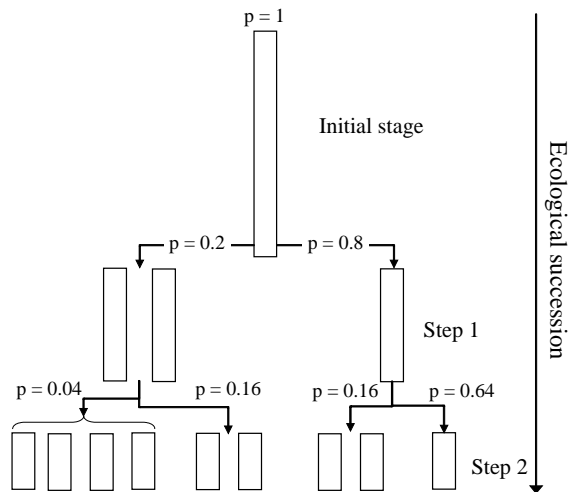 p = 1
Initial stage
p = 0.2
p = 0.8
Step 1
p = 0.04
p = 0.16
p = 0.16
p = 0.64
Step 2
Ecological succession